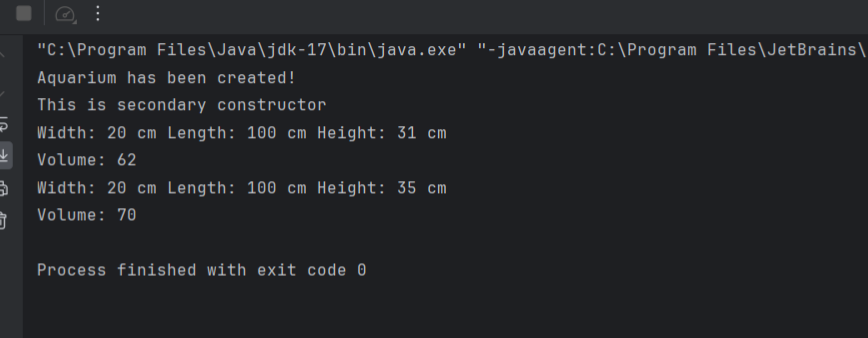 "C:\Program Files\Java\jdk-17\bin\java.exe" "-javaagent:C:\Program Files\JetBrains\
Aquarium has been created!
This is secondary constructor
Width: 20 cm Length: 100 cm Height: 31 cm
Volume: 62
Width: 20 cm Length: 100 cm Height: 35 cm
Volume: 70
Process finished with exit code 0